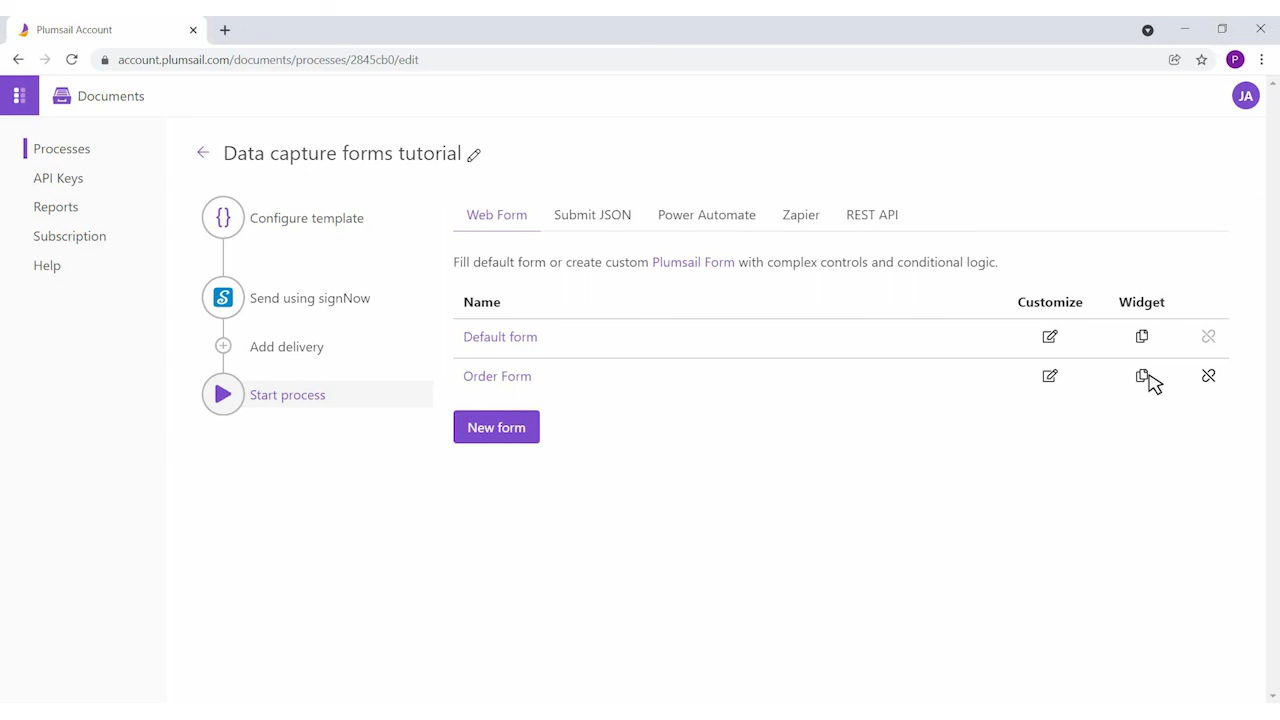 Plumsail Account
account.plumsail.com/documents/processes/2845cb0/edit
P
Documents
JA
Processes
API Keys
Reports
Subscription
Help
Data capture forms tutorial
{} Configure template
S Send using signNow
Add delivery
Start process
Web Form Submit JSON Power Automate Zapier REST API
Fill default form or create custom Plumsail Form with complex controls and conditional logic.
Name Customize Widget
Default form
Order Form
New form